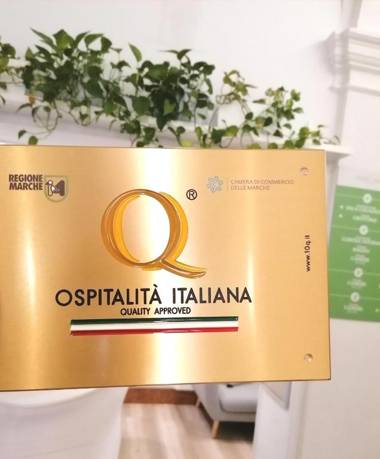 REGIONE
MARCHE
CAMERA DI COMMERCIO
DELLE MARCHE
Q®
OSPITALITÀ ITALIANA
QUALITY APPROVED
www.10q.it